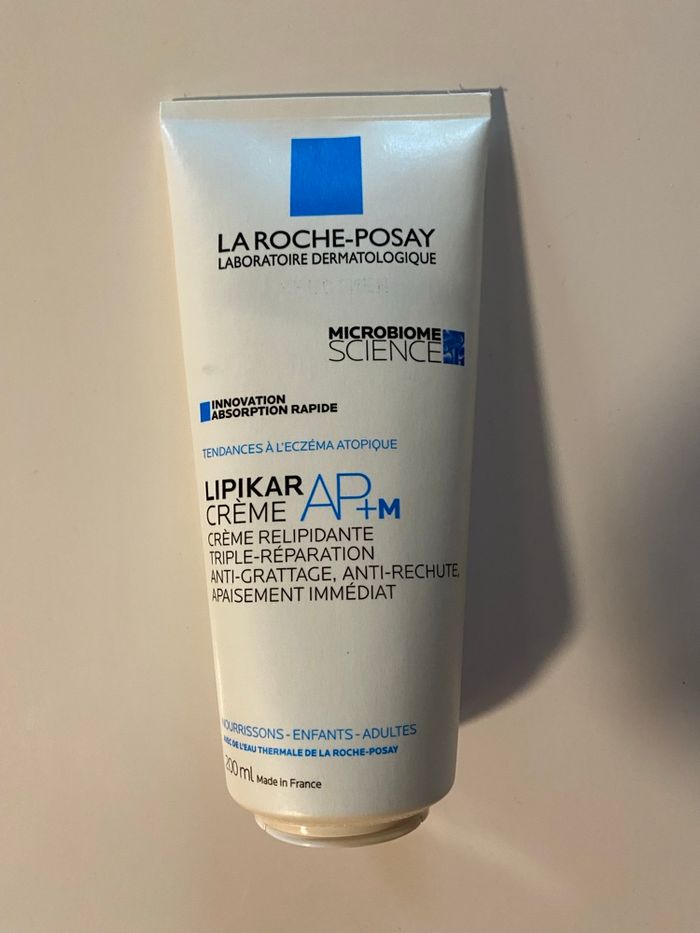 LA ROCHE-POSAY
LABORATOIRE DERMATOLOGIQUE
MICROBIOME
SCIENCE
INNOVATION
ABSORPTION RAPIDE
TENDANCES À L'ECZÉMA ATOPIQUE
LIPIKAR AP+M
CRÈME
CRÈME RELIPIDANTE
TRIPLE-RÉPARATION
ANTI-GRATTAGE, ANTI-RECHUTE,
APAISEMENT IMMÉDIAT
NOURRISSONS - ENFANTS - ADULTES
AVEC DE L'EAU THERMALE DE LA ROCHE-POSAY
200 ml Made in France